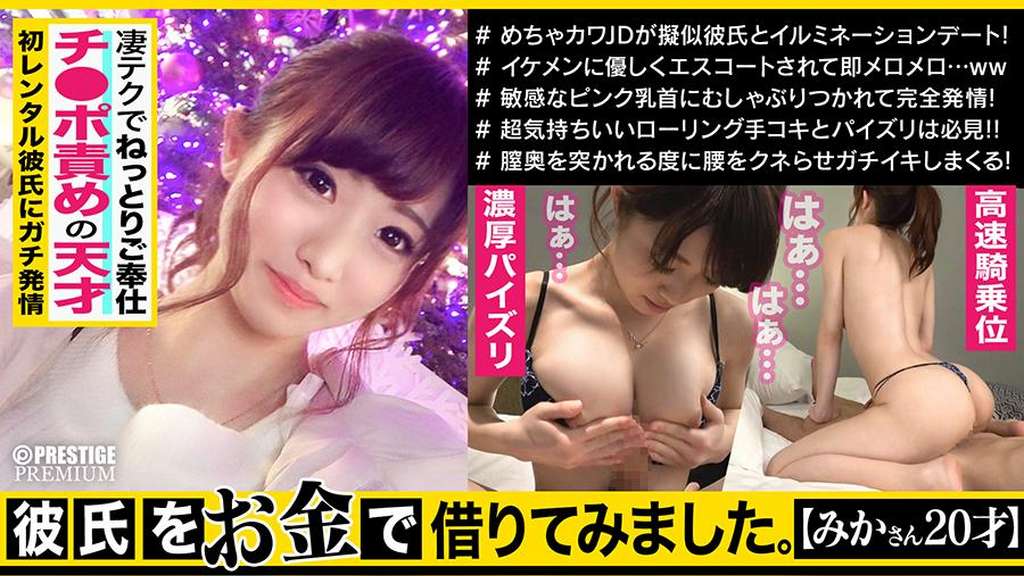 凄テクでねっとりご奉仕
チ●ポ責めの天才
初レンタル彼氏にガチ発情
# めちゃカワJDが擬似彼氏とイルミネーションデート!
# イケメンに優しくエスコートされて即メロメロ…ww
# 敏感なピンク乳首にむしゃぶりつかれて完全発情!
# 超気持ちいいローリング手コキとパイズリは必見!!
# 膣奥を突かれる度に腰をクネらせガチイキしまくる!
濃厚パイズリ
はぁ…
はぁ…
はぁ…
高速騎乗位
PRESTIGE
PREMIUM
彼氏をお金で借りてみました。【みかさん20才】